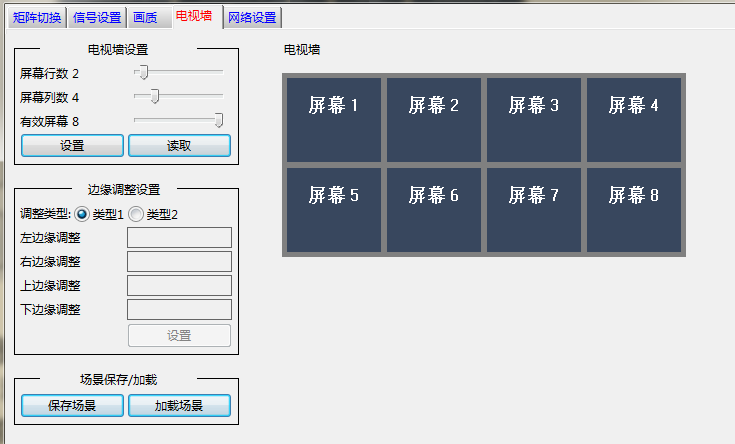 矩阵切换 信号设置 画质 电视墙 网络设置
电视墙设置
屏幕行数 2
屏幕列数 4
有效屏幕 8
设置 读取
边缘调整设置
调整类型: 类型1 类型2
左边缘调整
右边缘调整
上边缘调整
下边缘调整
设置
场景保存/加载
保存场景 加载场景
电视墙
屏幕 1 屏幕 2 屏幕 3 屏幕 4
屏幕 5 屏幕 6 屏幕 7 屏幕 8